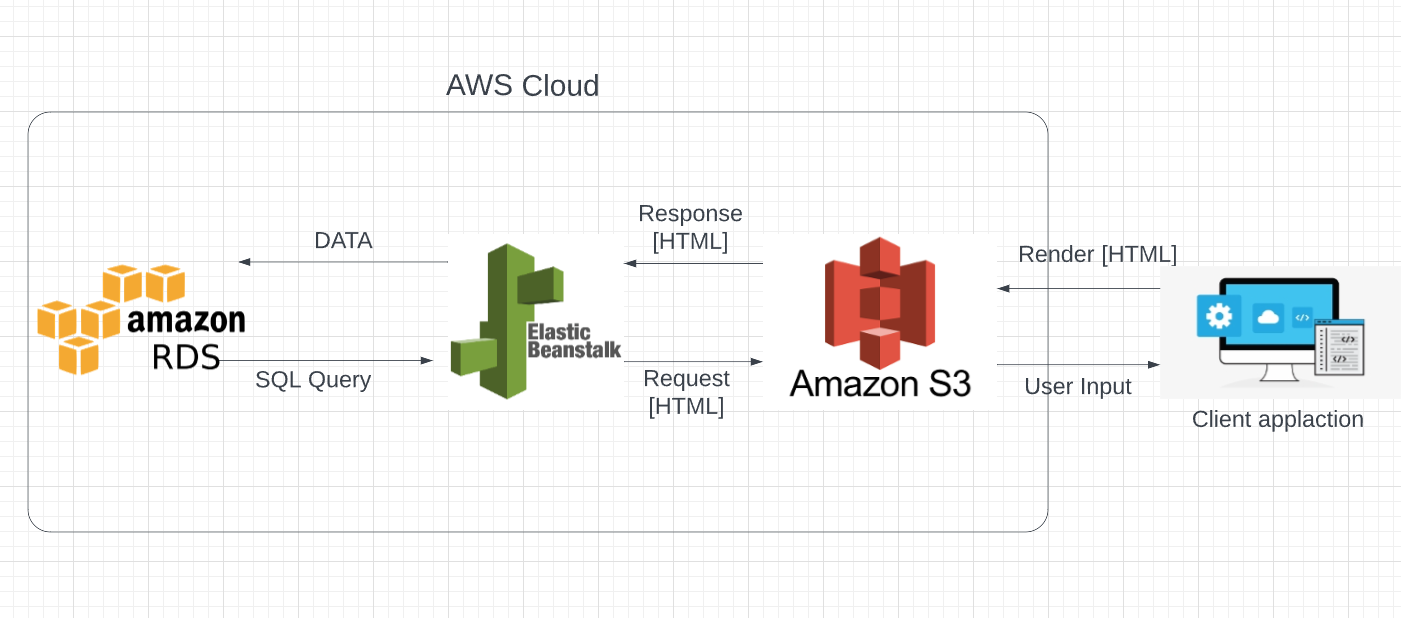 AWS Cloud
DATA
amazon
RDS
SQL Query
Elastic
Beanstalk
Response
[HTML]
Request
[HTML]
Amazon S3
Render [HTML]
User Input
</>
</>
</>
Client applaction